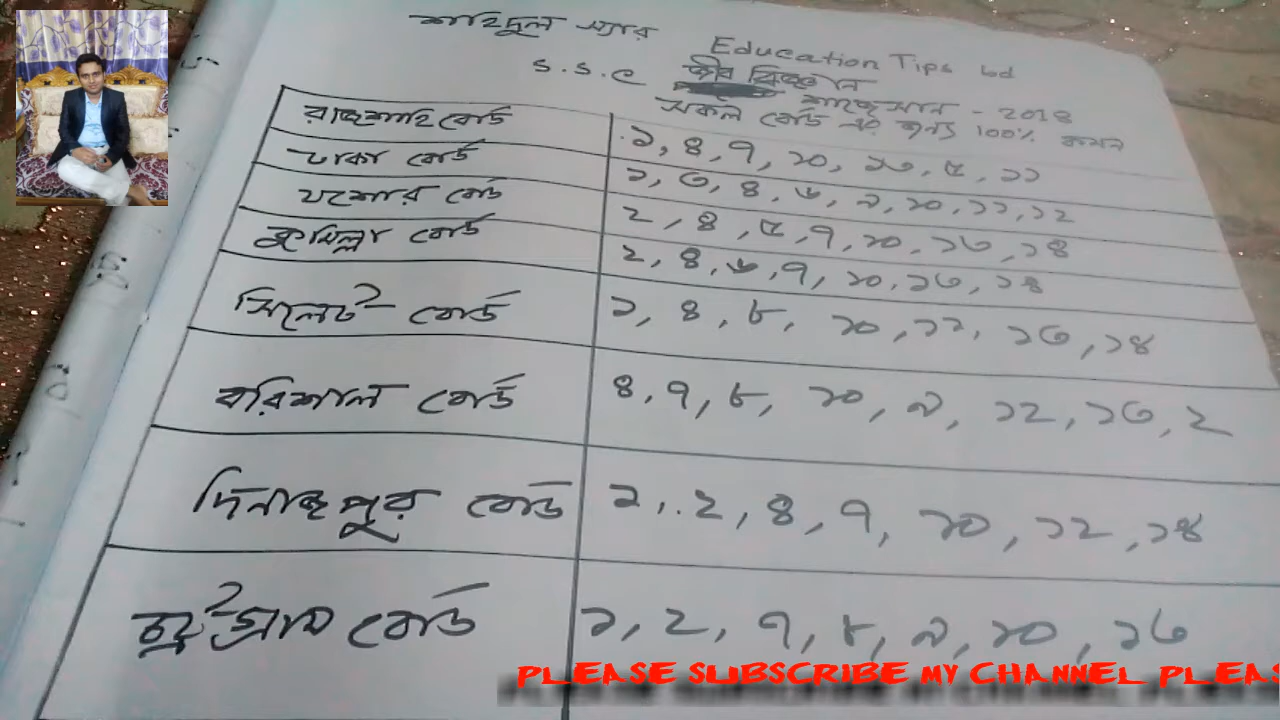 শাহিদুল স্যার
Education Tips bd
S.S.C জীব বিজ্ঞান
সাজেসান - 2018
সকল বোর্ড এর জন্য 100% কমন
রাজশাহি বোর্ড ১, ৪, ৭, ১০, ১৩, ৫, ১১
ঢাকা বোর্ড ১, ৩, ৪, ৬, ৯, ১০, ১১, ১২
যশোর বোর্ড ২, ৪, ৫, ৭, ১০, ১৩, ১৪
কুমিল্লা বোর্ড ২, ৪, ৬, ৭, ১০, ১৩, ১৪
সিলেট বোর্ড ১, ৪, ৮, ১০, ১২, ১৩, ১৪
বরিশাল বোর্ড ৪, ৭, ৮, ১০, ৯, ১২, ১৩, ২
দিনাজপুর বোর্ড ১, ২, ৪, ৭, ১০, ১২, ১৪
চট্টগ্রাম বোর্ড ১, ২, ৭, ৮, ৯, ১০, ১৩
PLEASE SUBSCRIBE MY CHANNEL PLEAS